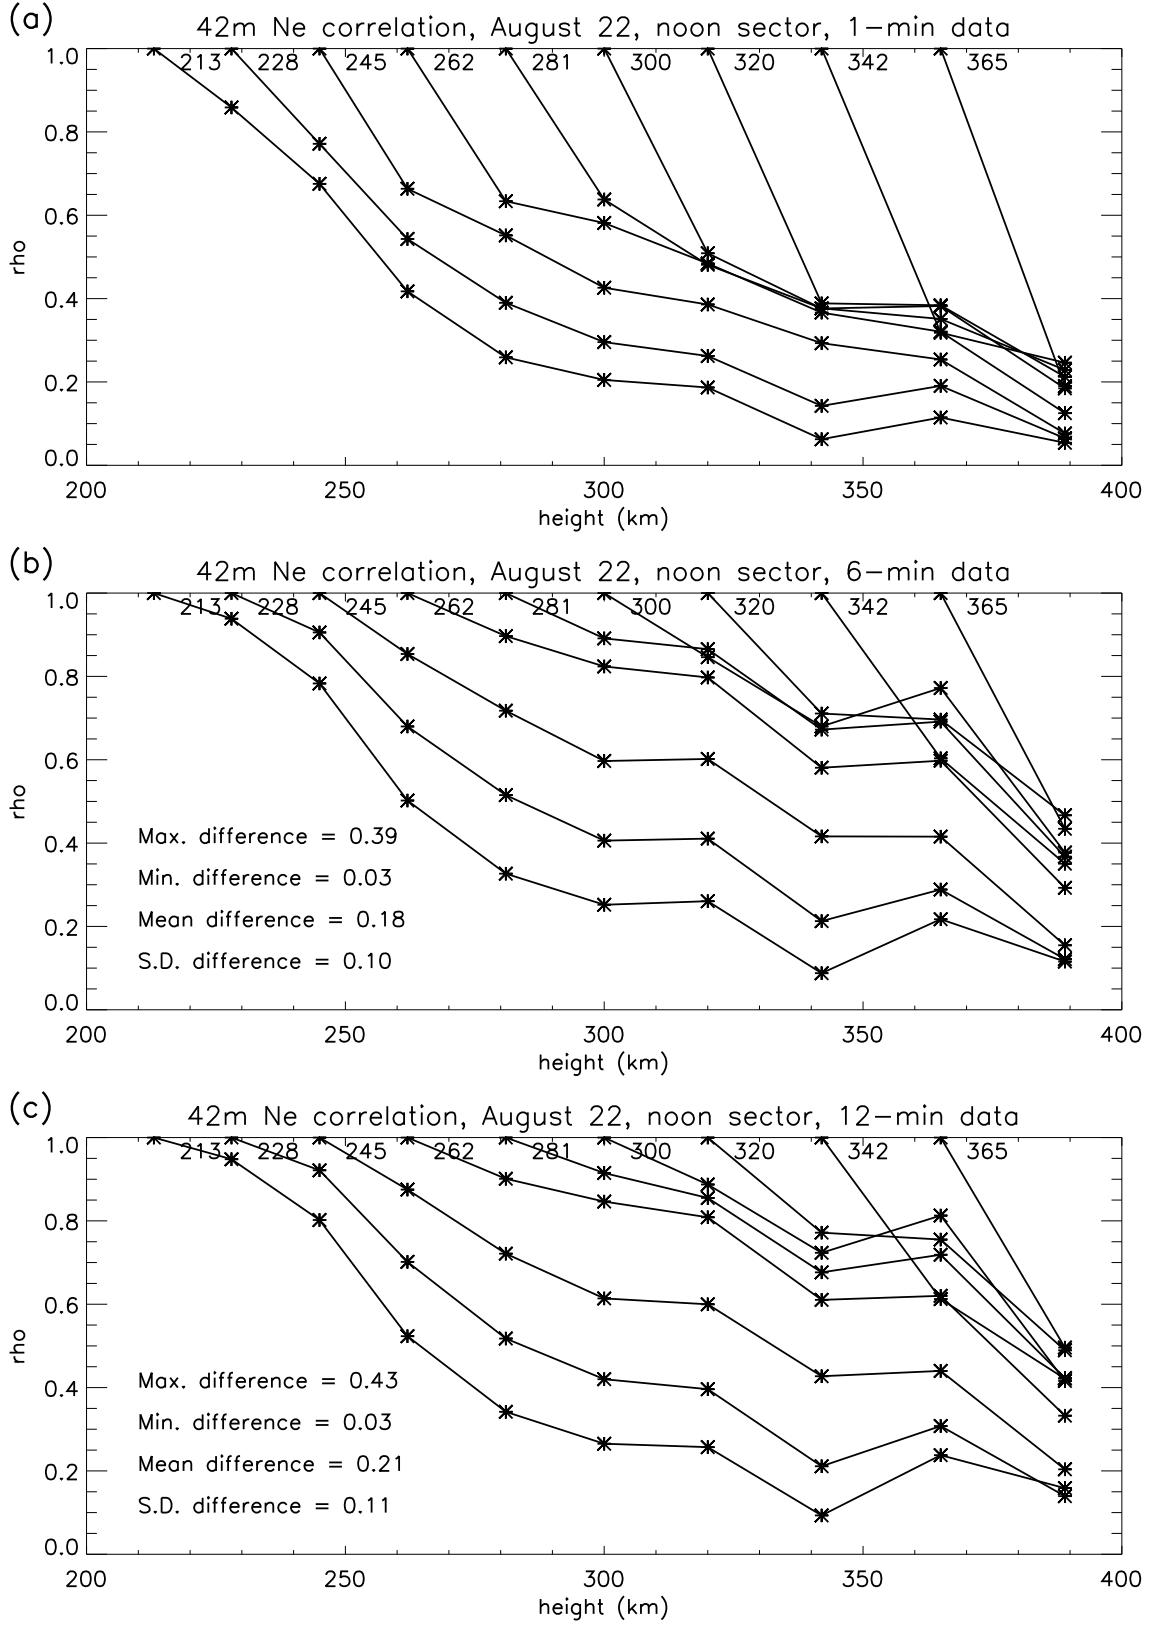 (a)
42m Ne correlation, August 22, noon sector, 1-min data
213 228 245 262 281 300 320 342 365
1.0
0.8
0.6
0.4
0.2
0.0
rho
200 250 300 350 400
height (km)
(b)
42m Ne correlation, August 22, noon sector, 6-min data
213 228 245 262 281 300 320 342 365
1.0
0.8
0.6
0.4
0.2
0.0
rho
Max. difference = 0.39
Min. difference = 0.03
Mean difference = 0.18
S.D. difference = 0.10
200 250 300 350 400
height (km)
(c)
42m Ne correlation, August 22, noon sector, 12-min data
213 228 245 262 281 300 320 342 365
1.0
0.8
0.6
0.4
0.2
0.0
rho
Max. difference = 0.43
Min. difference = 0.03
Mean difference = 0.21
S.D. difference = 0.11
200 250 300 350 400
height (km)